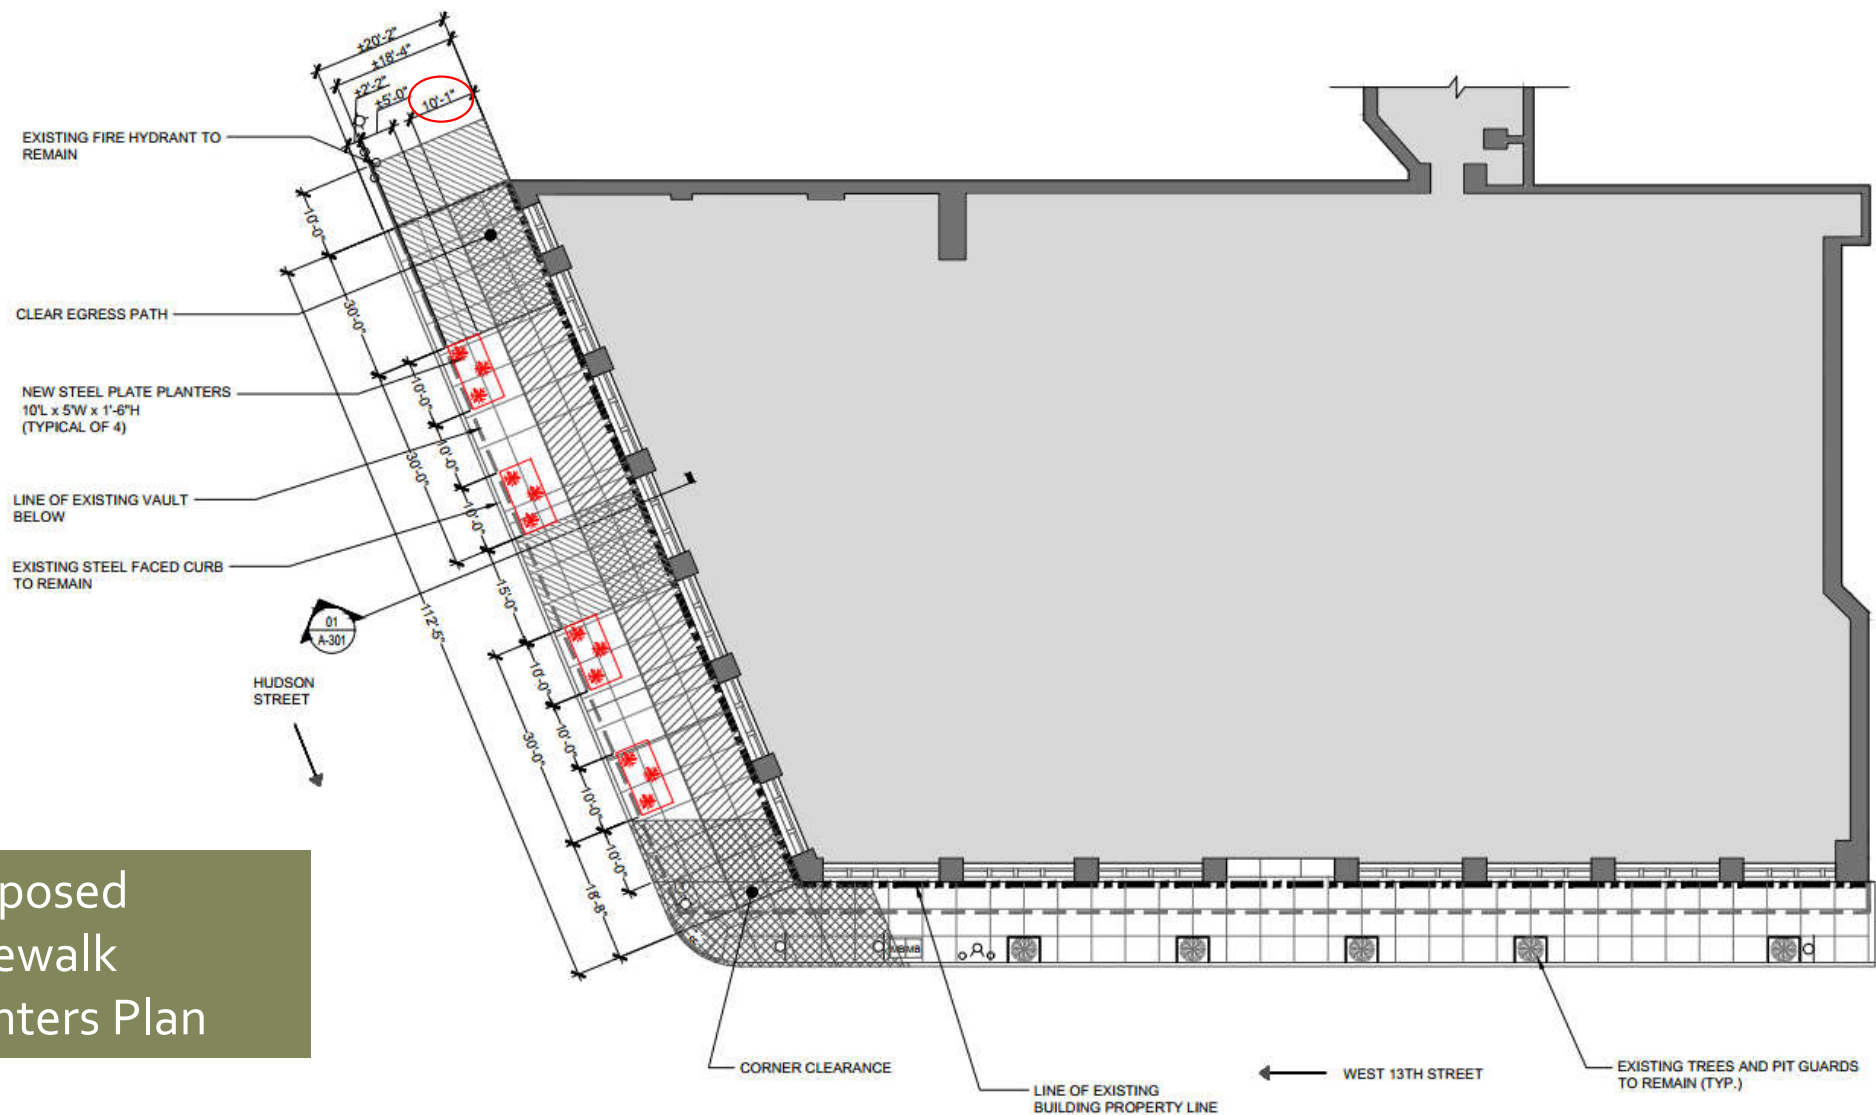 ±20'-2"
±18'-4"
±2'-2"
±5'-0"
10'-1"
EXISTING FIRE HYDRANT TO
REMAIN
10'-0"
CLEAR EGRESS PATH
30'-0"
NEW STEEL PLATE PLANTERS
10'L x 5'W x 1'-6"H
(TYPICAL OF 4)
10'-0"
10'-0"
30'-0"
10'-0"
LINE OF EXISTING VAULT
BELOW
EXISTING STEEL FACED CURB
TO REMAIN
15'-0"
112'-5"
01
A-301
HUDSON
STREET
10'-0"
10'-0"
30'-0"
10'-0"
10'-0"
18'-8"
MB MB
posed
ewalk
nters Plan
CORNER CLEARANCE
LINE OF EXISTING
BUILDING PROPERTY LINE
WEST 13TH STREET
EXISTING TREES AND PIT GUARDS
TO REMAIN (TYP.)